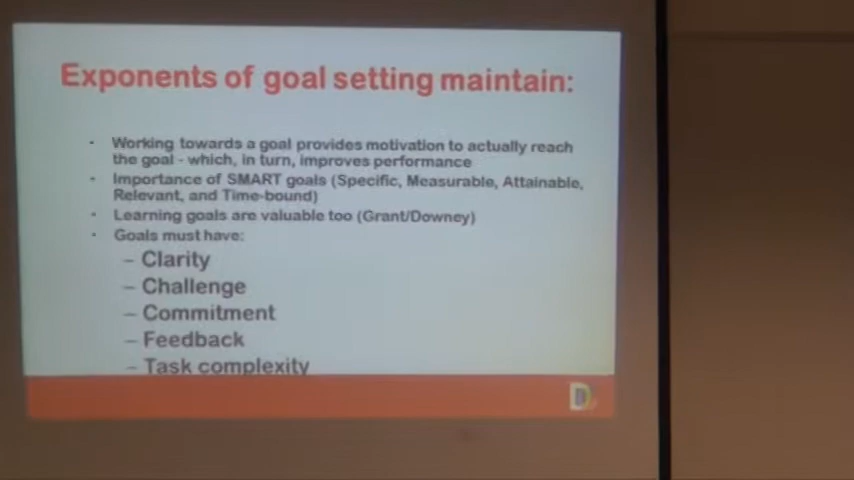 Exponents of goal setting maintain:
· Working towards a goal provides motivation to actually reach
the goal - which, in turn, improves performance
· Importance of SMART goals (Specific, Measurable, Attainable,
Relevant, and Time-bound)
· Learning goals are valuable too (Grant/Downey)
· Goals must have:
– Clarity
– Challenge
– Commitment
– Feedback
– Task complexity
D